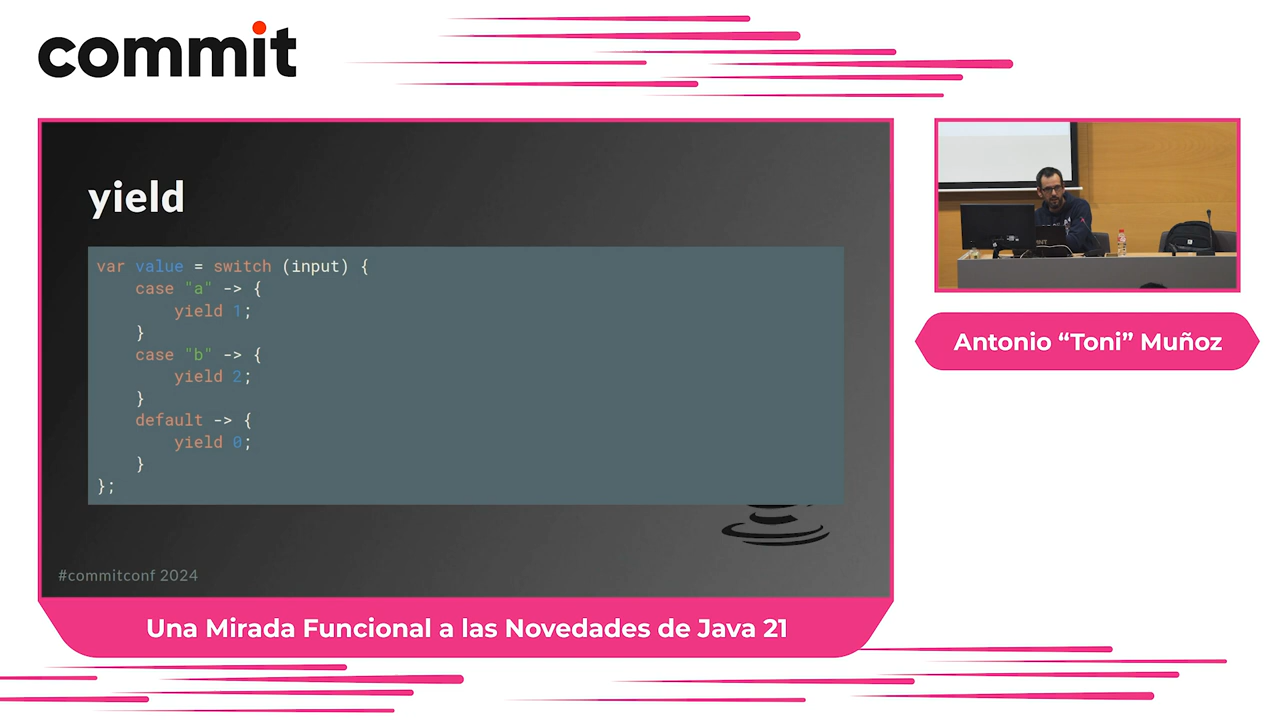 commit
yield
var value = switch (input) {
    case "a" -> {
        yield 1;
    }
    case "b" -> {
        yield 2;
    }
    default -> {
        yield 0;
    }
};
#commitconf 2024
Una Mirada Funcional a las Novedades de Java 21
Antonio “Toni” Muñoz